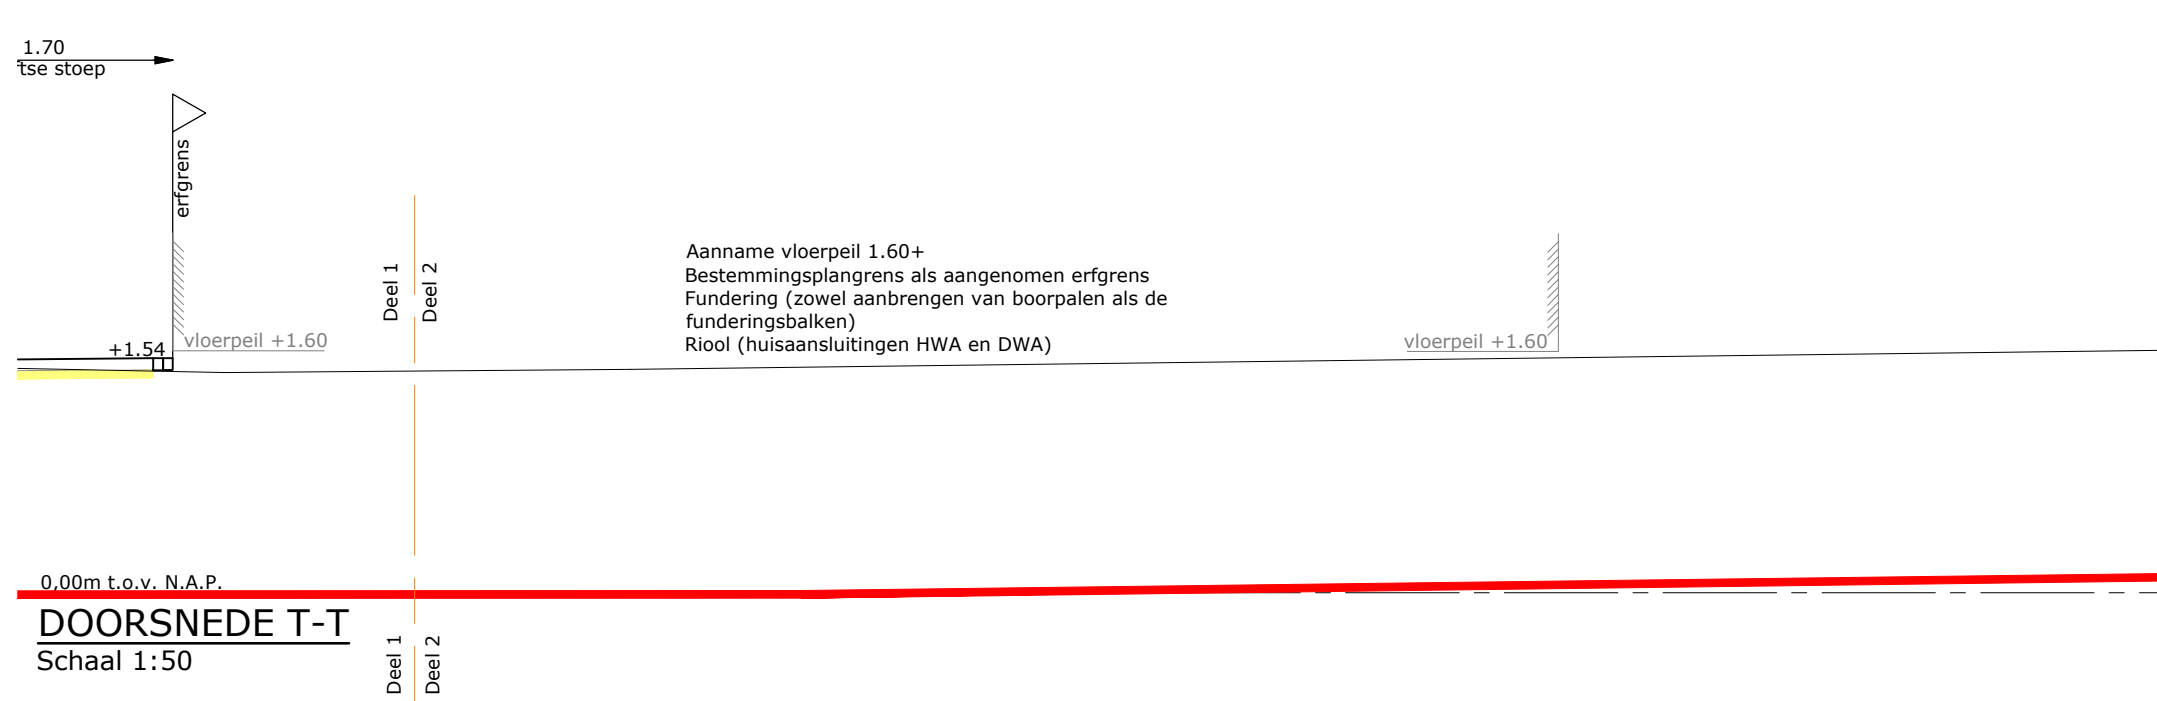 1.70
tse stoep
erfgrens
Deel 1
Deel 2
Aanname vloerpeil 1.60+
Bestemmingsplangrens als aangenomen erfgrens
Fundering (zowel aanbrengen van boorpalen als de
funderingsbalken)
Riool (huisaansluitingen HWA en DWA)
vloerpeil +1.60
+1.54
vloerpeil +1.60
0,00m t.o.v. N.A.P.
DOORSNEDE T-T
Schaal 1:50
Deel 1
Deel 2